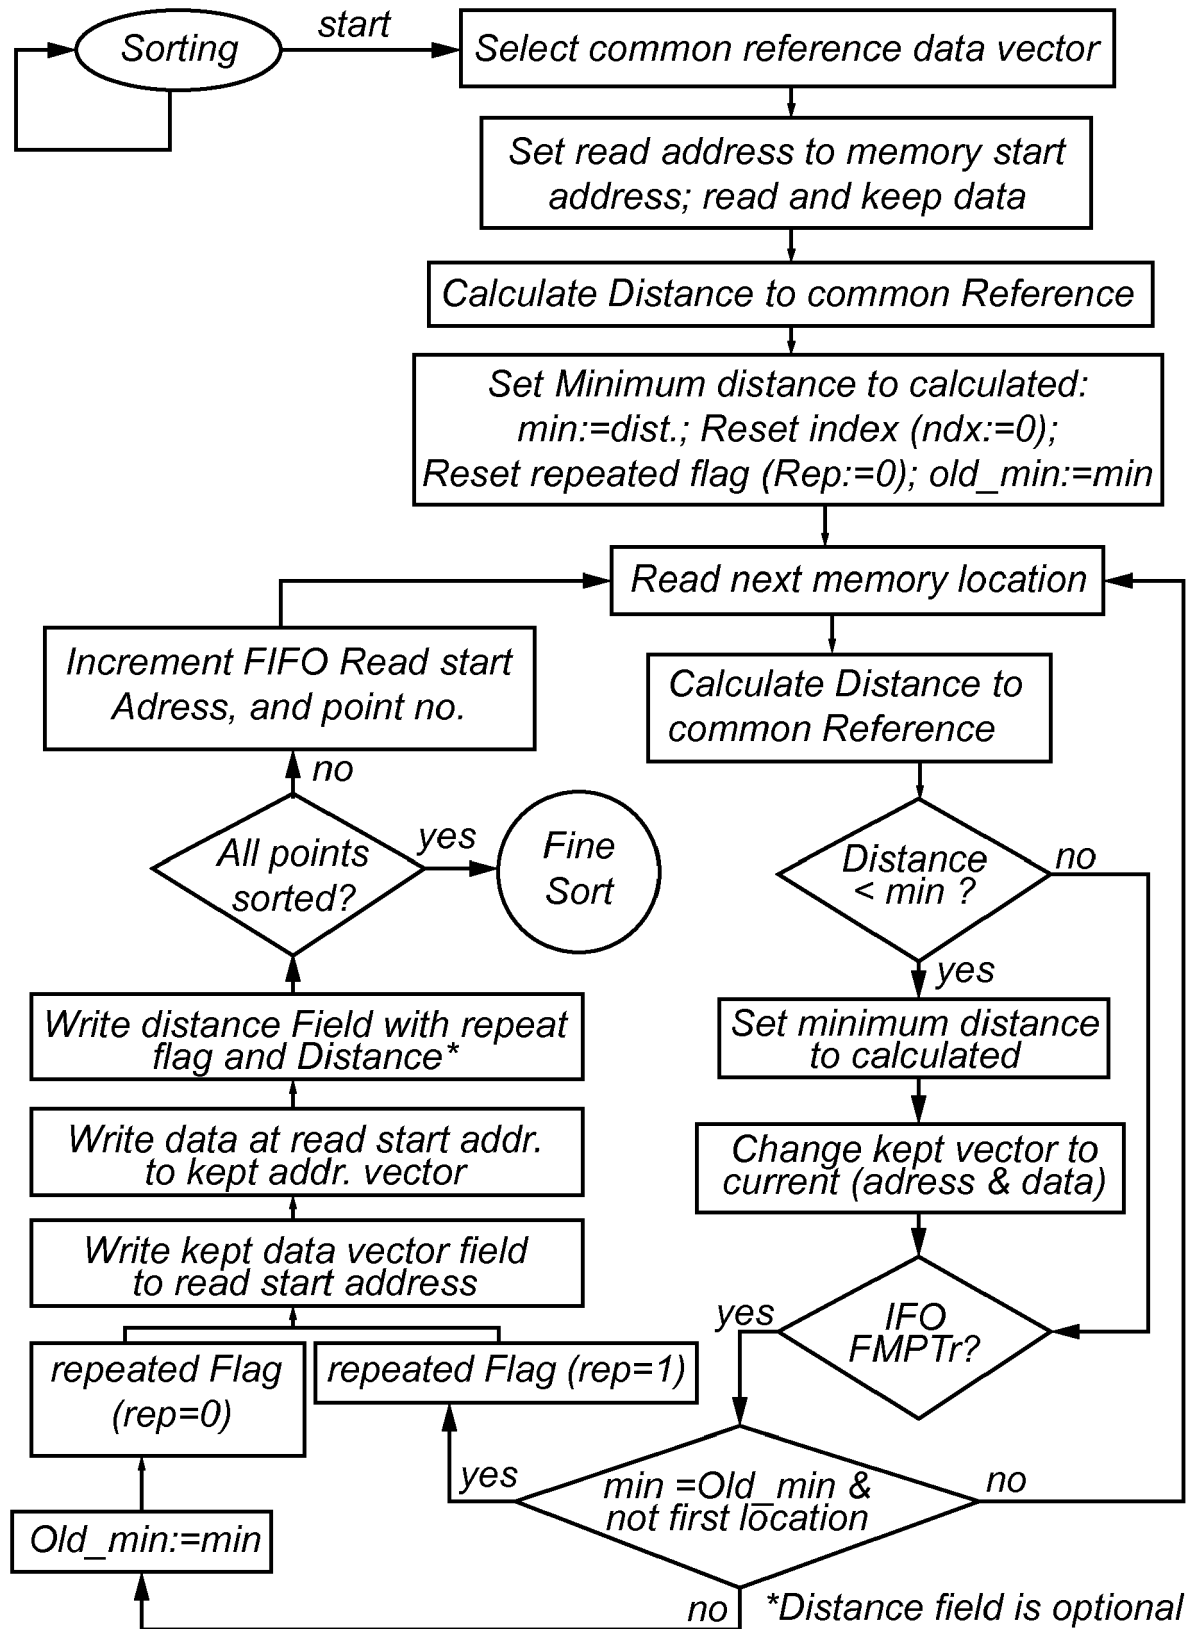 Sorting
start
Select common reference data vector
Set read address to memory start
address; read and keep data
Calculate Distance to common Reference
Set Minimum distance to calculated:
min:=dist.; Reset index (ndx:=0);
Reset repeated flag (Rep:=0); old_min:=min
Read next memory location
Increment FIFO Read start
Adress, and point no.
Calculate Distance to
common Reference
no
All points
sorted?
yes
Fine
Sort
Distance
< min ?
no
yes
Set minimum distance
to calculated
Write distance Field with repeat
flag and Distance*
Write data at read start addr.
to kept addr. vector
Change kept vector to
current (adress & data)
Write kept data vector field
to read start address
yes
IFO
FMPTr?
repeated Flag
(rep=0)
repeated Flag (rep=1)
yes
min =Old_min &
not first location
no
Old_min:=min
no
*Distance field is optional